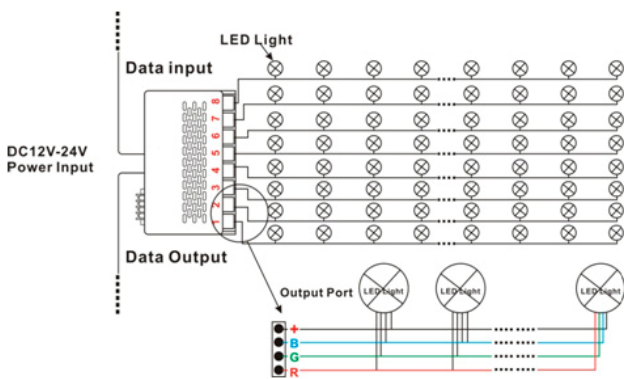 LED Light
Data input
8
7
6
5
4
3
2
1
DC12V-24V
Power Input
Data Output
Output Port
LED Light
LED Light
LED Light
+
B
G
R